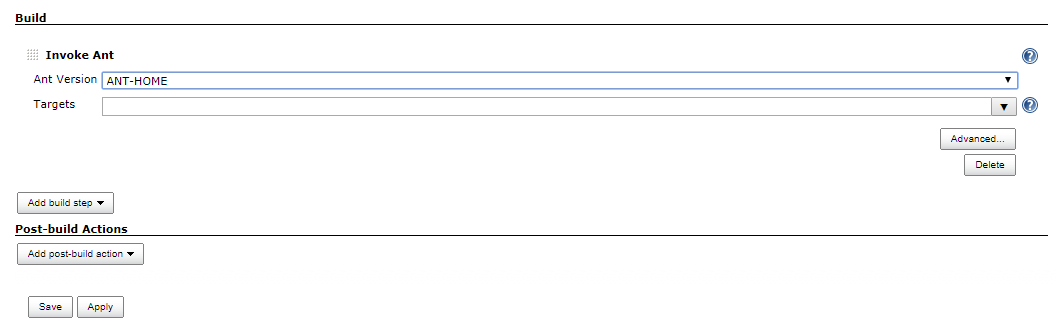 Build
Invoke Ant
Ant Version ANT-HOME
Targets
Advanced...
Delete
Add build step
Post-build Actions
Add post-build action
Save Apply